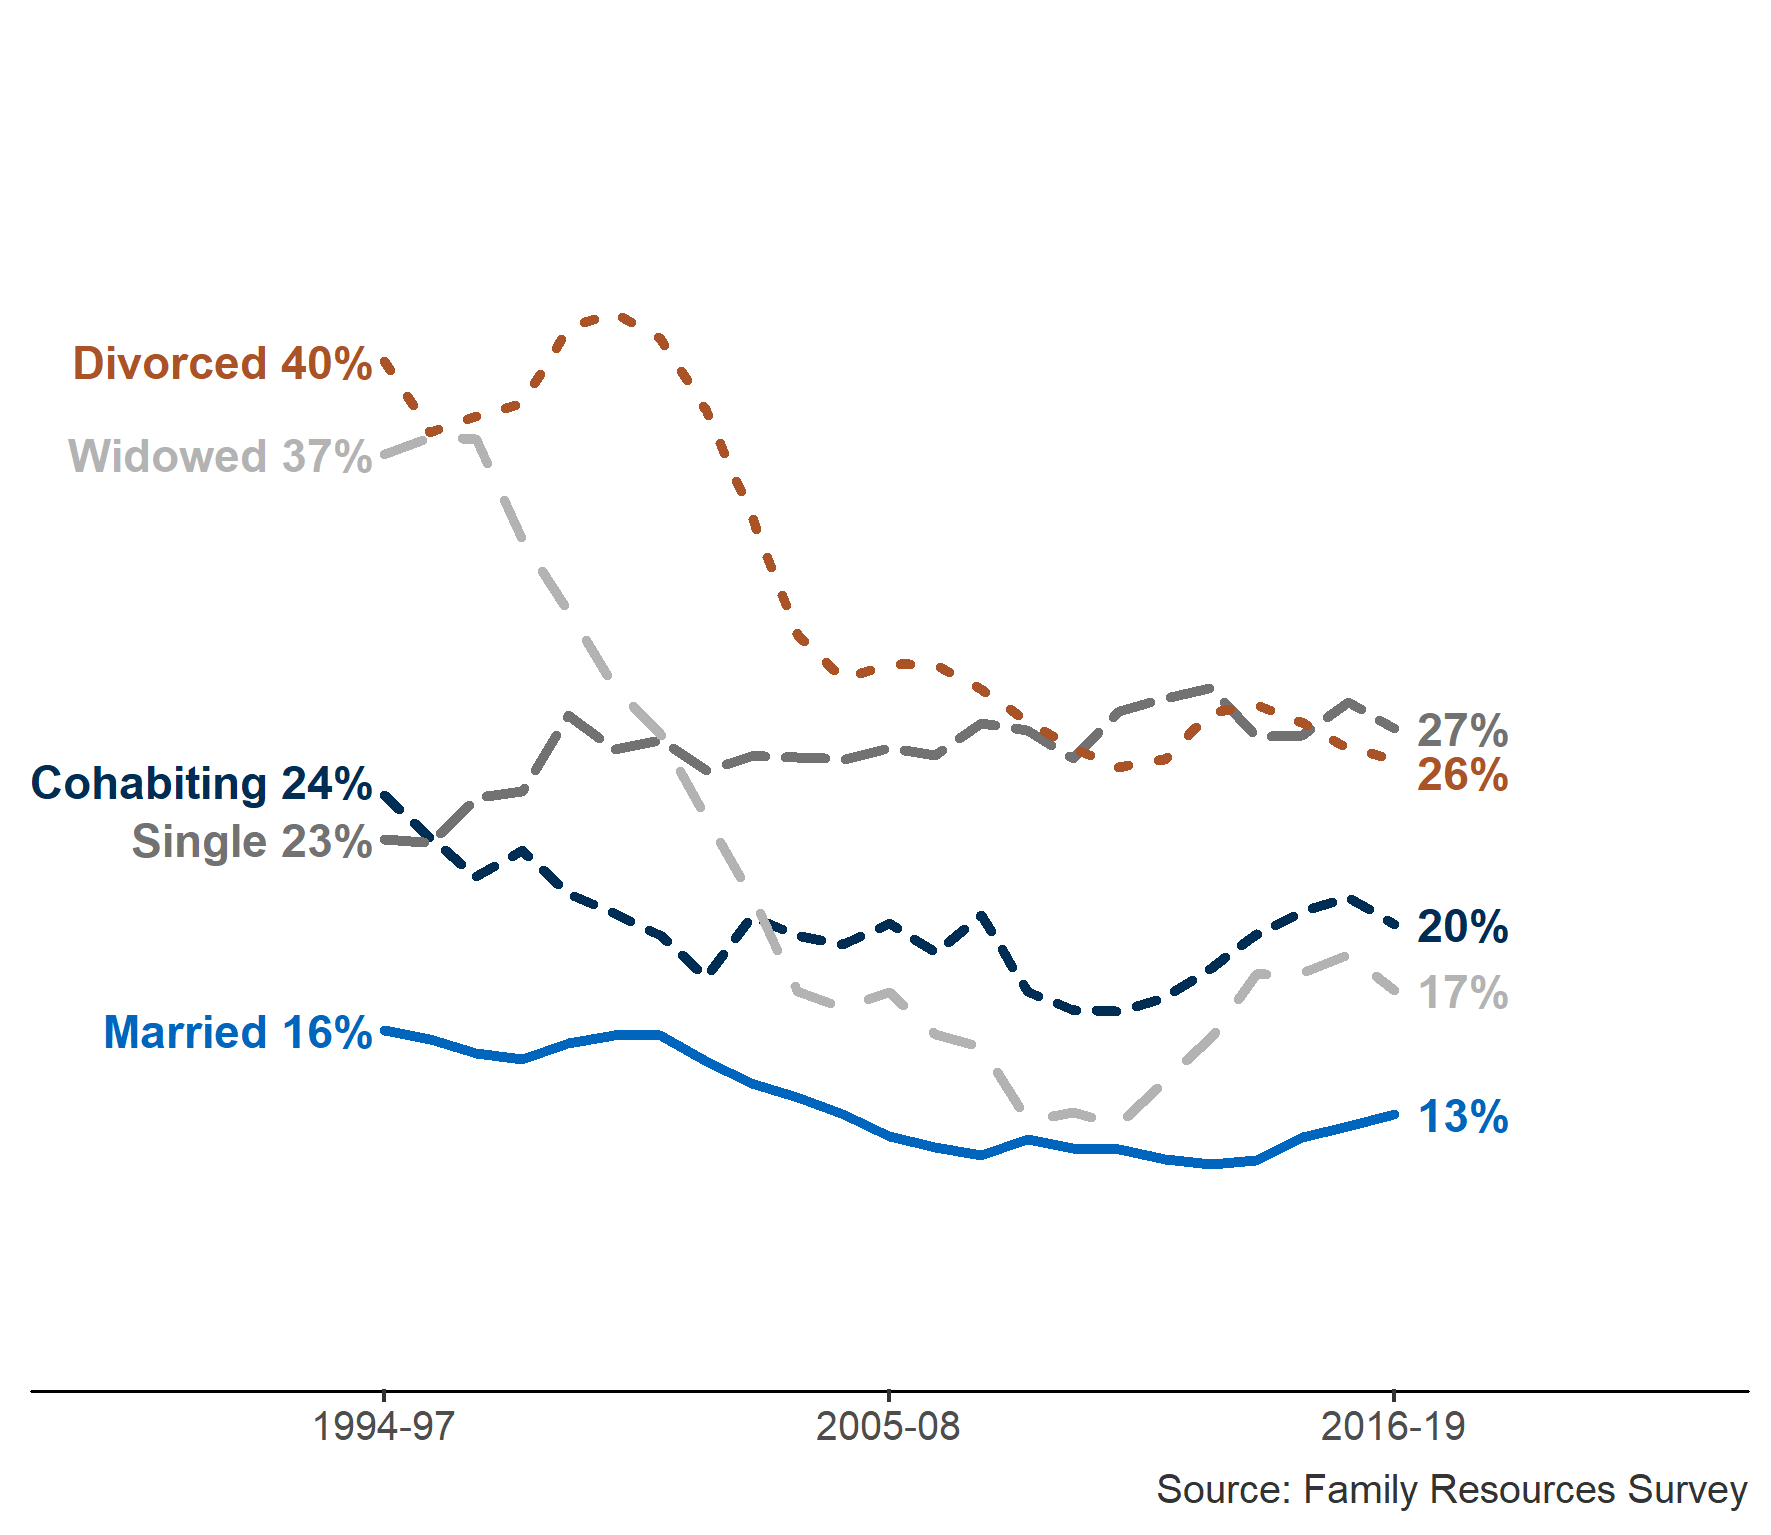 Divorced 40%
Widowed 37%
27%
26%
Cohabiting 24%
Single 23%
20%
17%
Married 16%
13%
1994-97 2005-08 2016-19
Source: Family Resources Survey